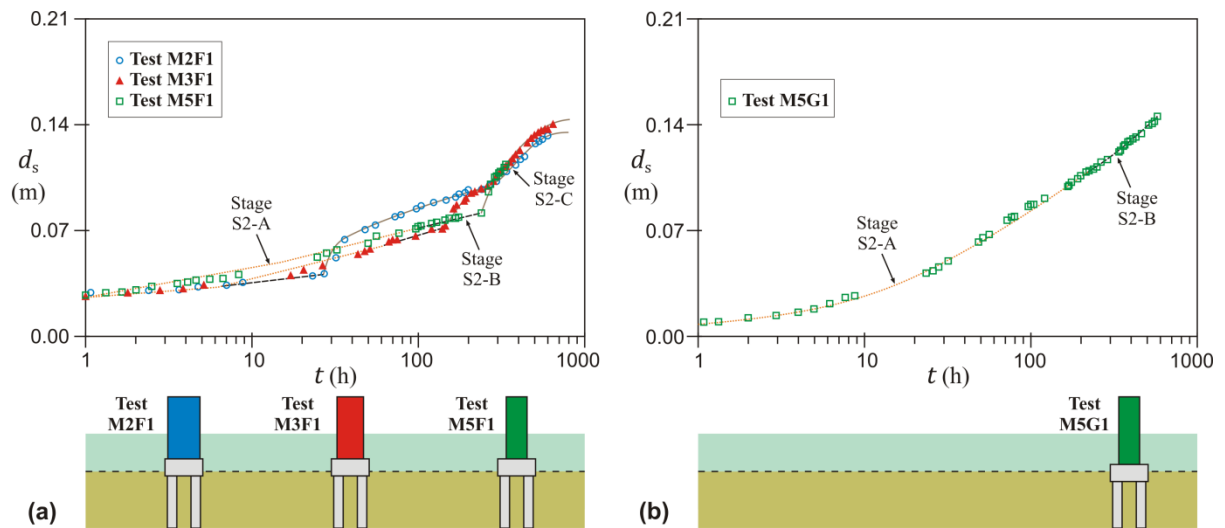 0.21
Test M2F1
Test M3F1
Test M5F1
0.14
dₛ
(m)
Stage
S2-C
Stage
S2-A
0.07
Stage
S2-B
0.00
1
10
100
1000
t (h)
Test
M2F1
Test
M3F1
Test
M5F1
(a)
0.21
Test M5G1
0.14
dₛ
(m)
Stage
S2-B
Stage
S2-A
0.07
0.00
1
10
100
1000
t (h)
Test
M5G1
(b)